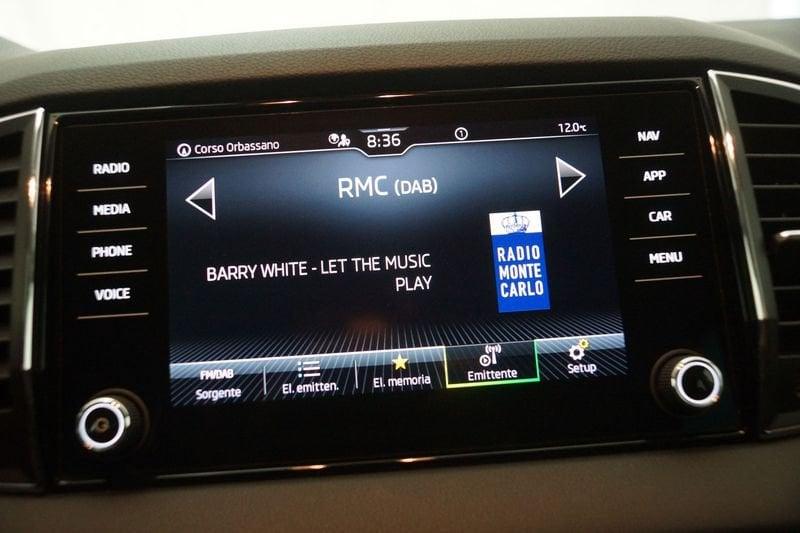 Corso Orbassano
8:36
1
12.0°C
RADIO
MEDIA
PHONE
VOICE
RMC (DAB)
BARRY WHITE - LET THE MUSIC
PLAY
RADIO
MONTE
CARLO
NAV
APP
CAR
MENU
FM/DAB
Sorgente
El. emitten.
El. memoria
Emittente
Setup